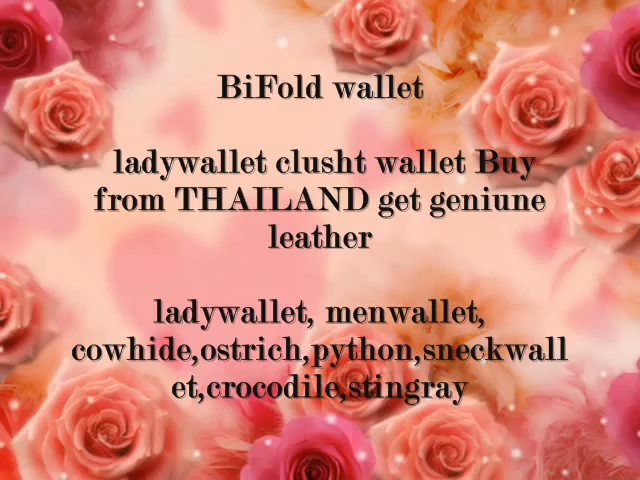 BiFold wallet
ladywallet clusht wallet Buy
from THAILAND get geniune
leather
ladywallet, menwallet,
cowhide,ostrich,python,sneckwall
et,crocodile,stingray